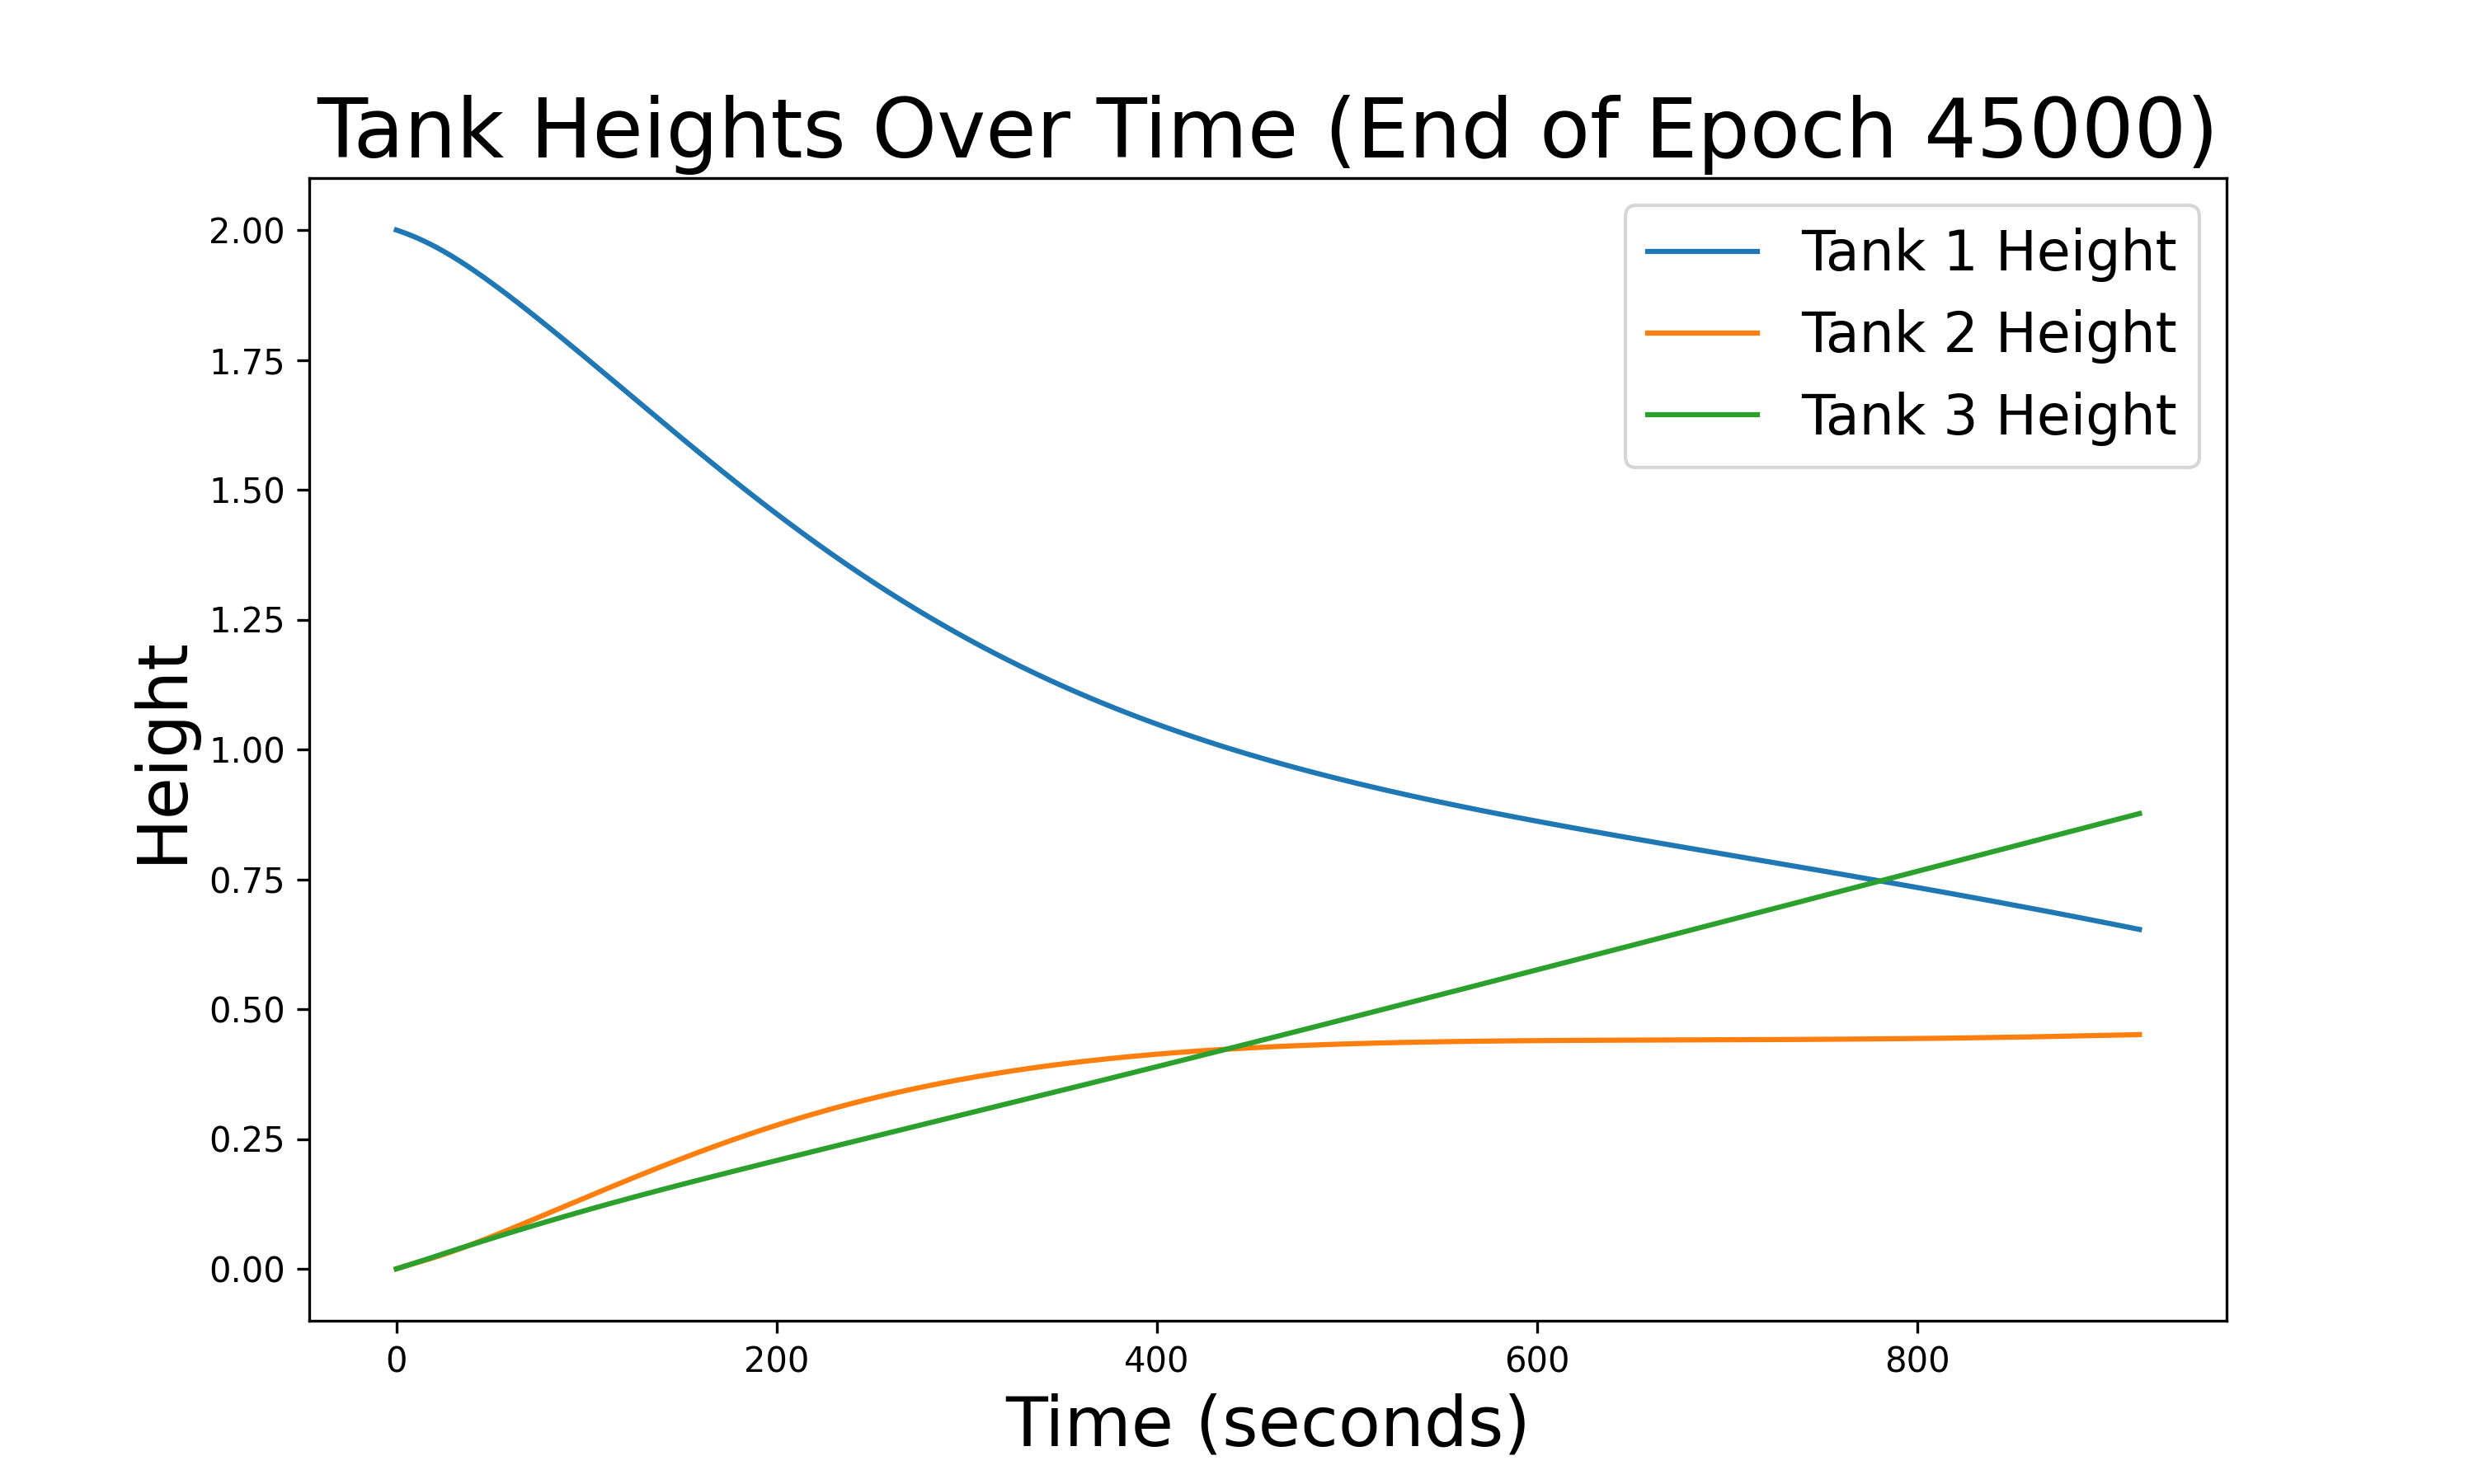 Tank Heights Over Time (End of Epoch 45000)
Tank 1 Height
Tank 2 Height
Tank 3 Height
2.00
1.75
1.50
1.25
1.00
0.75
0.50
0.25
0.00
Height
0 200 400 600 800
Time (seconds)